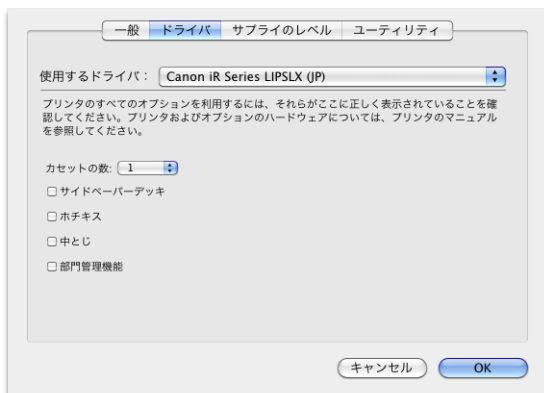 一般 ドライバ サプライのレベル ユーティリティ
使用するドライバ： Canon iR Series LIPSLX (JP)
プリンタのすべてのオプションを利用するには、それらがここに正しく表示されていることを確
認してください。プリンタおよびオプションのハードウェアについては、プリンタのマニュアル
を参照してください。
カセットの数: 1
サイドペーパーデッキ
ホチキス
中とじ
部門管理機能
キャンセル OK